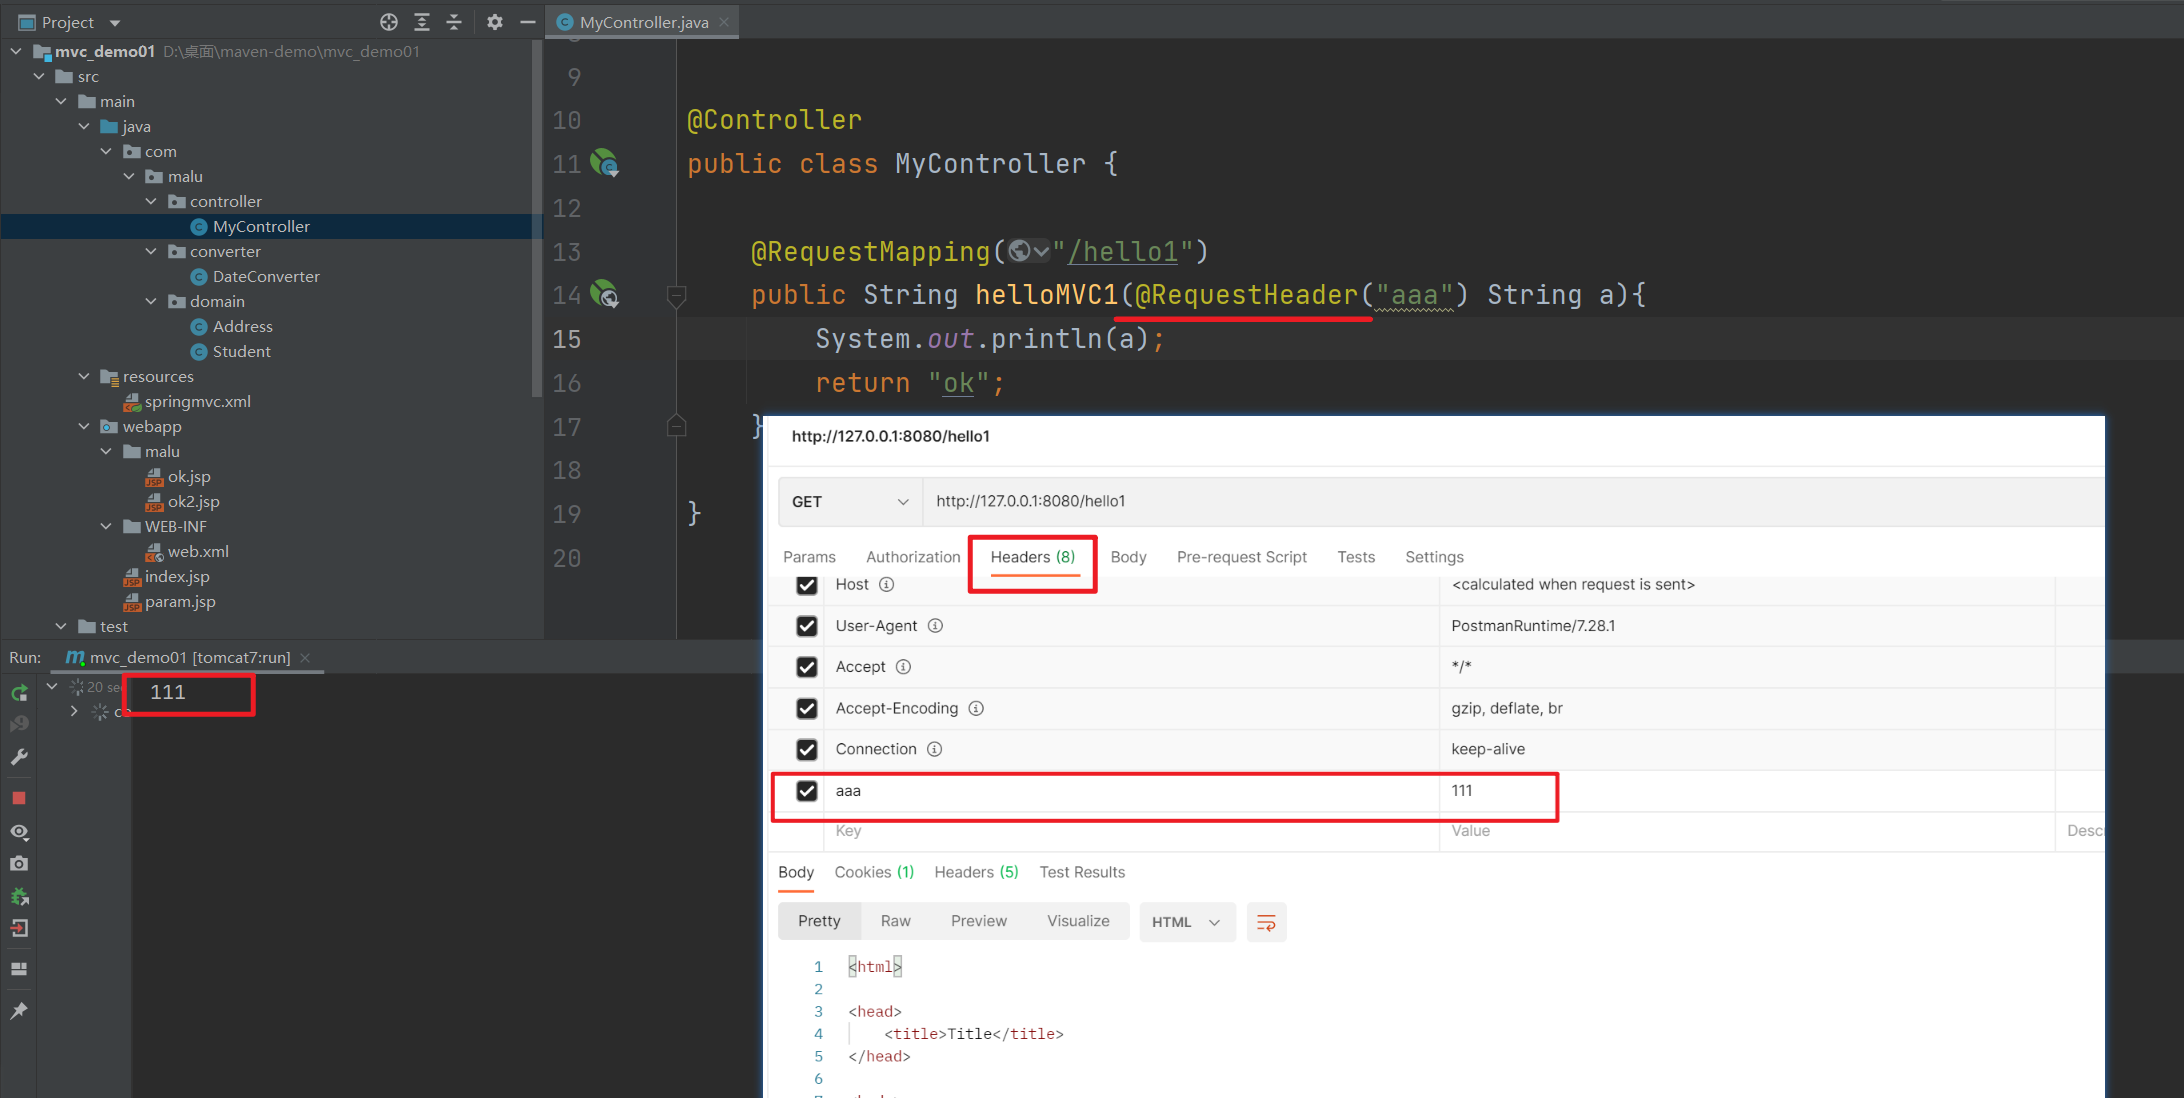 Project
MyController.java
mvc_demo01 D:\桌面\maven-demo\mvc_demo01
src
main
java
com
malu
controller
MyController
converter
DateConverter
domain
Address
Student
resources
springmvc.xml
webapp
malu
ok.jsp
ok2.jsp
WEB-INF
web.xml
index.jsp
param.jsp
test
9
10 @Controller
11 public class MyController {
12
13 @RequestMapping("/hello1")
14 public String helloMVC1(@RequestHeader("aaa") String a){
15 System.out.println(a);
16 return "ok";
17 }
18
19 }
20
Run: mvc_demo01 [tomcat7:run]
20 se
111
http://127.0.0.1:8080/hello1
GET http://127.0.0.1:8080/hello1
Params Authorization Headers (8) Body Pre-request Script Tests Settings
Host <calculated when request is sent>
User-Agent PostmanRuntime/7.28.1
Accept */*
Accept-Encoding gzip, deflate, br
Connection keep-alive
aaa 111
Key Value Descr
Body Cookies (1) Headers (5) Test Results
Pretty Raw Preview Visualize HTML
1 <html>
2
3 <head>
4 <title>Title</title>
5 </head>
6